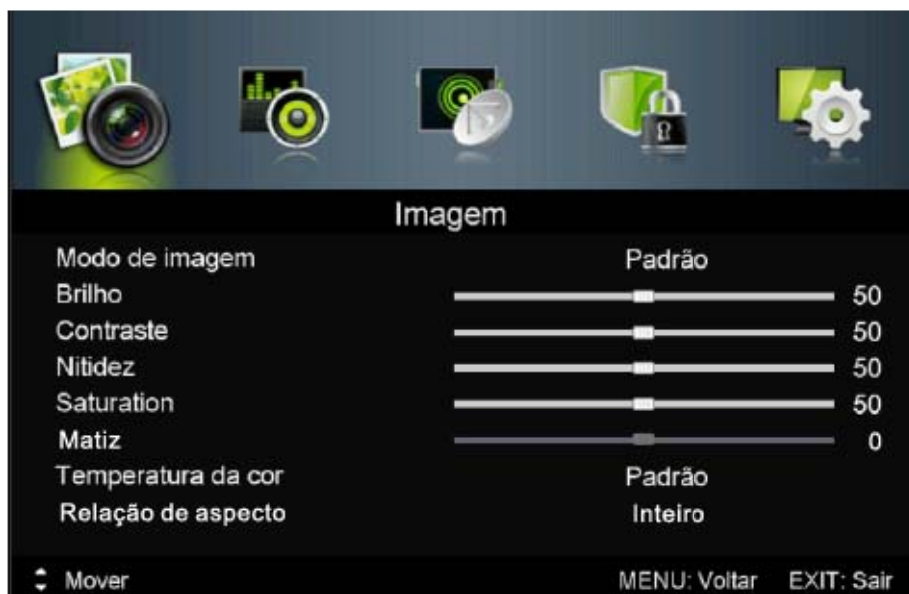 Imagem
Modo de imagem Padrão
Brilho 50
Contraste 50
Nitidez 50
Saturation 50
Matiz 0
Temperatura da cor Padrão
Relação de aspecto Inteiro
Mover MENU: Voltar EXIT: Sair